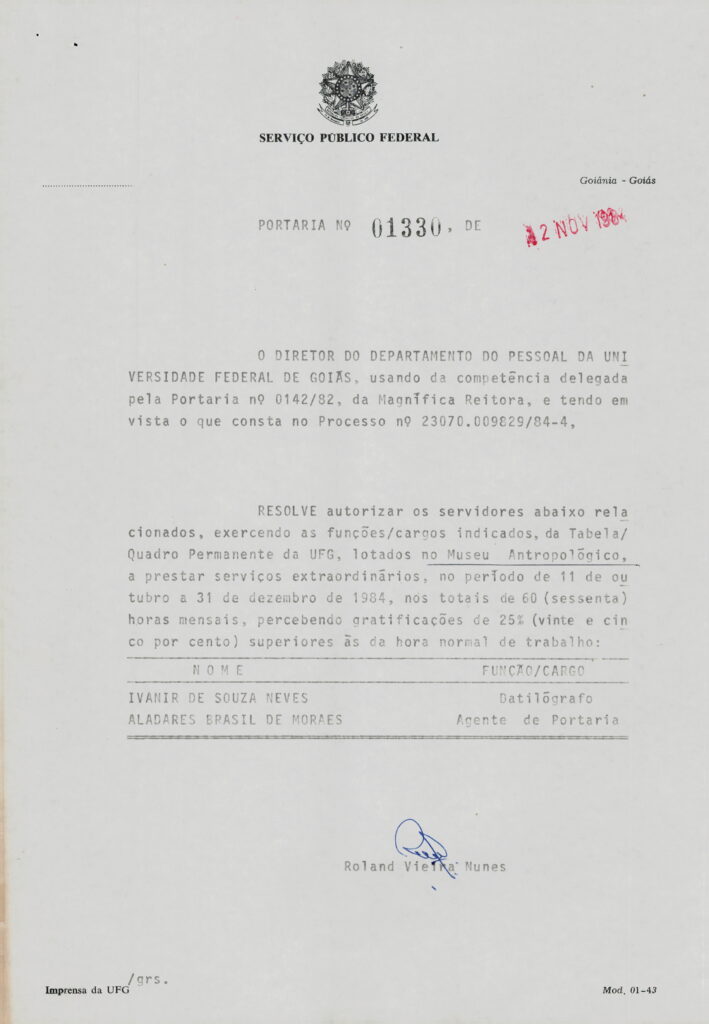 SERVIÇO PÚBLICO FEDERAL
Goiânia - Goiás
PORTARIA Nº 01330, DE
12 NOV 1984
O DIRETOR DO DEPARTAMENTO DO PESSOAL DA UNI
VERSIDADE FEDERAL DE GOIÁS, usando da competência delegada
pela Portaria nº 0142/82, da Magnífica Reitora, e tendo em
vista o que consta no Processo nº 23070.009829/84-4,
RESOLVE autorizar os servidores abaixo rela
cionados, exercendo as funções/cargos indicados, da Tabela/
Quadro Permanente da UFG, lotados no Museu Antropológico,
a prestar serviços extraordinários, no período de 11 de ou
tubro a 31 de dezembro de 1984, nos totais de 60 (sessenta)
horas mensais, percebendo gratificações de 25% (vinte e cin
co por cento) superiores às da hora normal de trabalho:
N O M E FUNÇÃO/CARGO
IVANIR DE SOUZA NEVES Datilógrafo
ALADARES BRASIL DE MORAES Agente de Portaria
Roland Vieira Nunes
/grs.
Imprensa da UFG Mod. 01-43